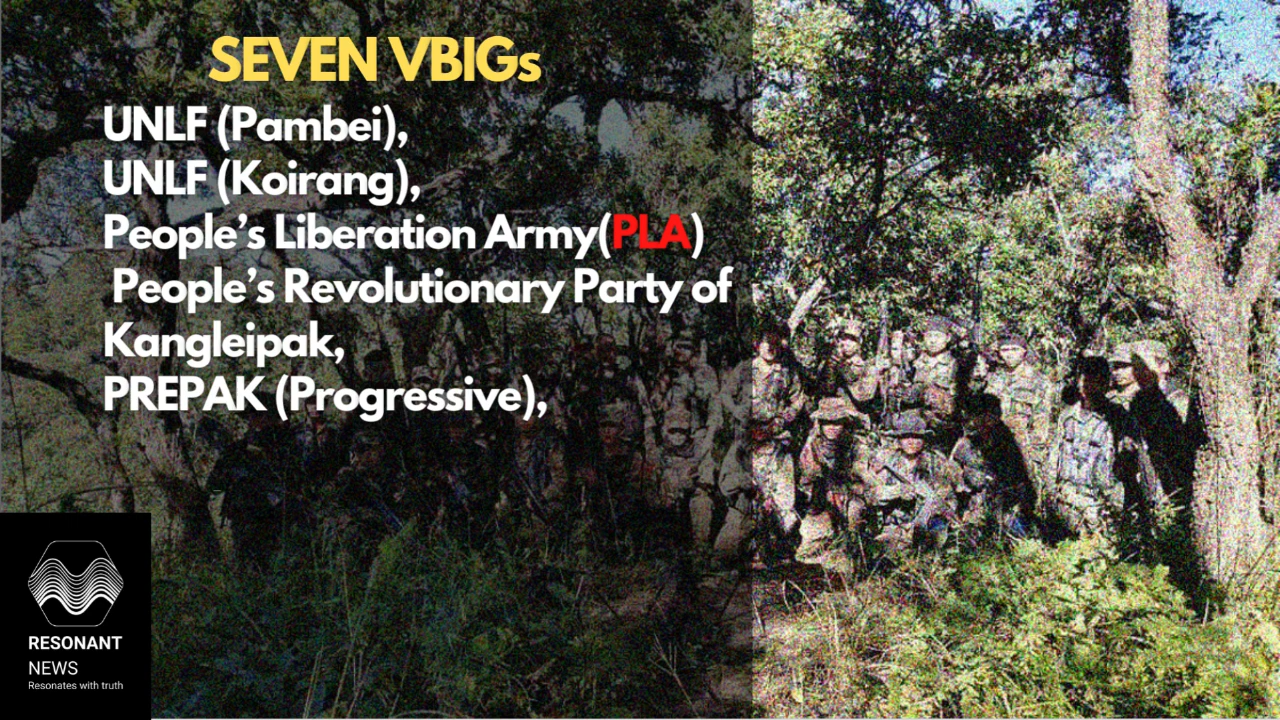 SEVEN VBIGs
UNLF (Pambei),
UNLF (Koirang),
People’s Liberation Army(PLA)
People’s Revolutionary Party of
Kangleipak,
PREPAK (Progressive),
RESONANT
NEWS
Resonates with truth